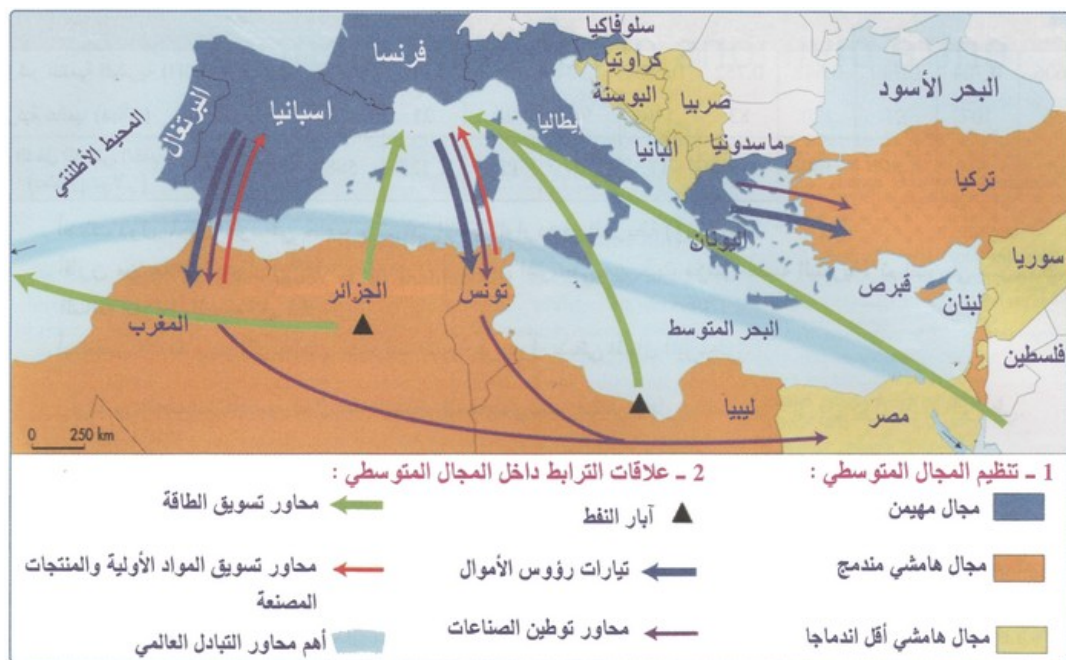 سلوفاكيا
فرنسا
كراوتيا
البوسنة
صربيا
البحر الأسود
المحيط الأطلنتي
البرتغال
اسبانيا
إيطاليا
ألبانيا
ماسدونيا
تركيا
اليونان
سوريا
قبرص
لبنان
الجزائر
تونس
المغرب
البحر المتوسط
فلسطين
ليبيا
مصر
0 250 km
1 ـ تنظيم المجال المتوسطي :
مجال مهيمن
مجال هامشي مندمج
مجال هامشي أقل اندماجا
2 ـ علاقات الترابط داخل المجال المتوسطي :
آبار النفط
تيارات رؤوس الأموال
محاور توطين الصناعات
محاور تسويق الطاقة
محاور تسويق المواد الأولية والمنتجات
المصنعة
أهم محاور التبادل العالمي